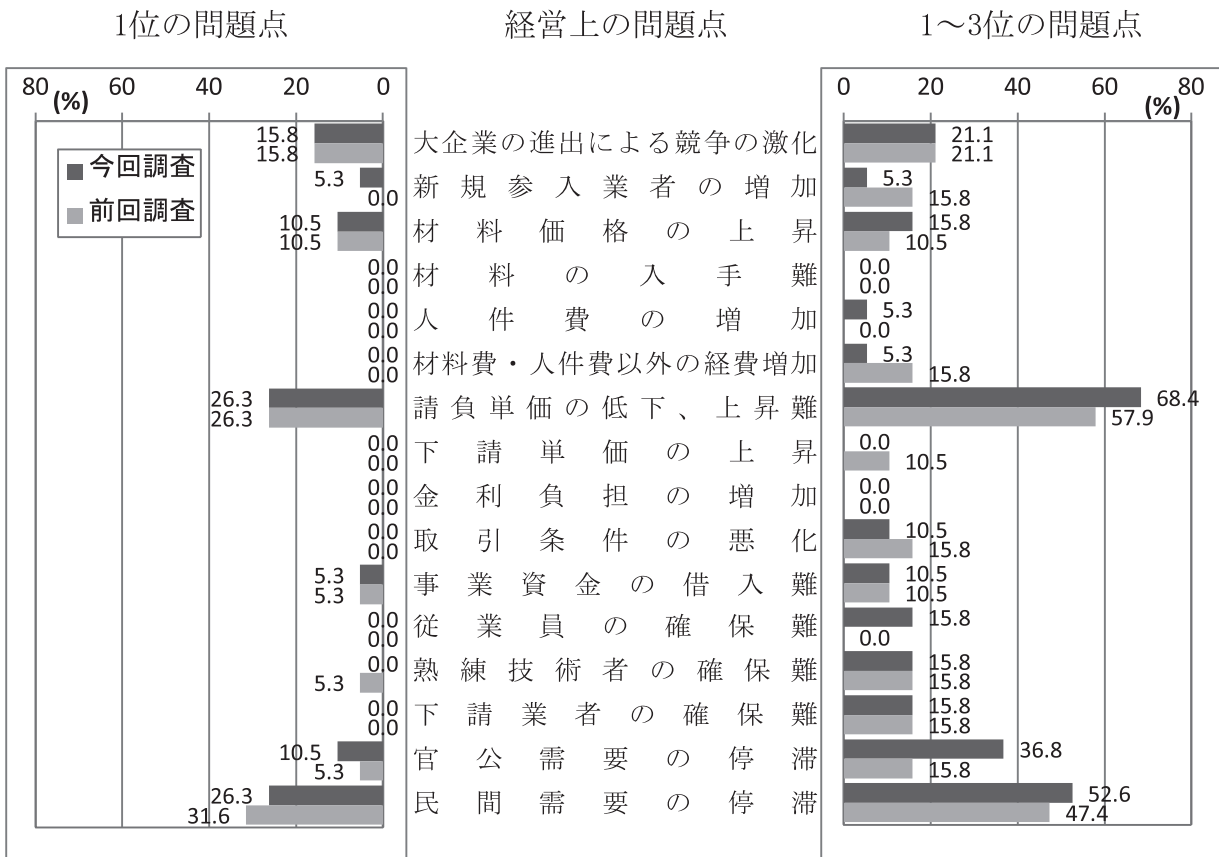 1位の問題点 経営上の問題点 1～3位の問題点
80 60 40 20 0
(%)
0 20 40 60 80
(%)
今回調査
前回調査
15.8 大企業の進出による競争の激化 21.1
15.8 21.1
5.3 新規参入業者の増加 5.3
0.0 15.8
10.5 材料価格の上昇 15.8
10.5 10.5
0.0 材料の入手難 0.0
0.0 0.0
0.0 人件費の増加 5.3
0.0 0.0
0.0 材料費・人件費以外の経費増加 5.3
0.0 15.8
26.3 請負単価の低下、上昇難 68.4
26.3 57.9
0.0 下請単価の上昇 0.0
0.0 10.5
0.0 金利負担の増加 0.0
0.0 0.0
0.0 取引条件の悪化 10.5
0.0 15.8
5.3 事業資金の借入難 10.5
5.3 10.5
0.0 従業員の確保難 15.8
0.0 0.0
0.0 熟練技術者の確保難 15.8
5.3 15.8
0.0 下請業者の確保難 15.8
0.0 15.8
10.5 官公需要の停滞 36.8
5.3 15.8
26.3 民間需要の停滞 52.6
31.6 47.4